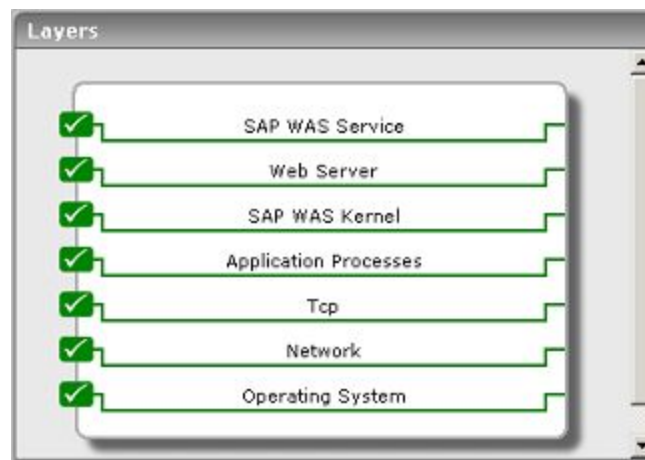 Layers
SAP WAS Service
Web Server
SAP WAS Kernel
Application Processes
Tcp
Network
Operating System